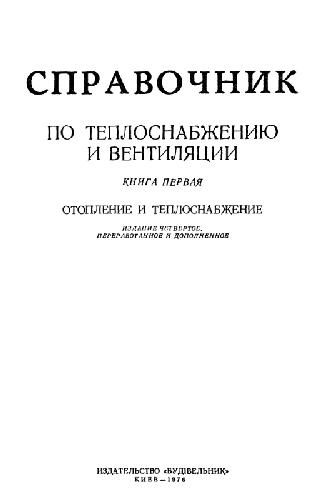 СПРАВОЧНИК
ПО ТЕПЛОСНАБЖЕНИЮ
И ВЕНТИЛЯЦИИ
КНИГА ПЕРВАЯ
ОТОПЛЕНИЕ И ТЕПЛОСНАБЖЕНИЕ
ИЗДАНИЕ ЧЕТВЕРТОЕ,
ПЕРЕРАБОТАННОЕ И ДОПОЛНЕННОЕ
ИЗДАТЕЛЬСТВО «БУДІВЕЛЬНИК»
КИЕВ—1976